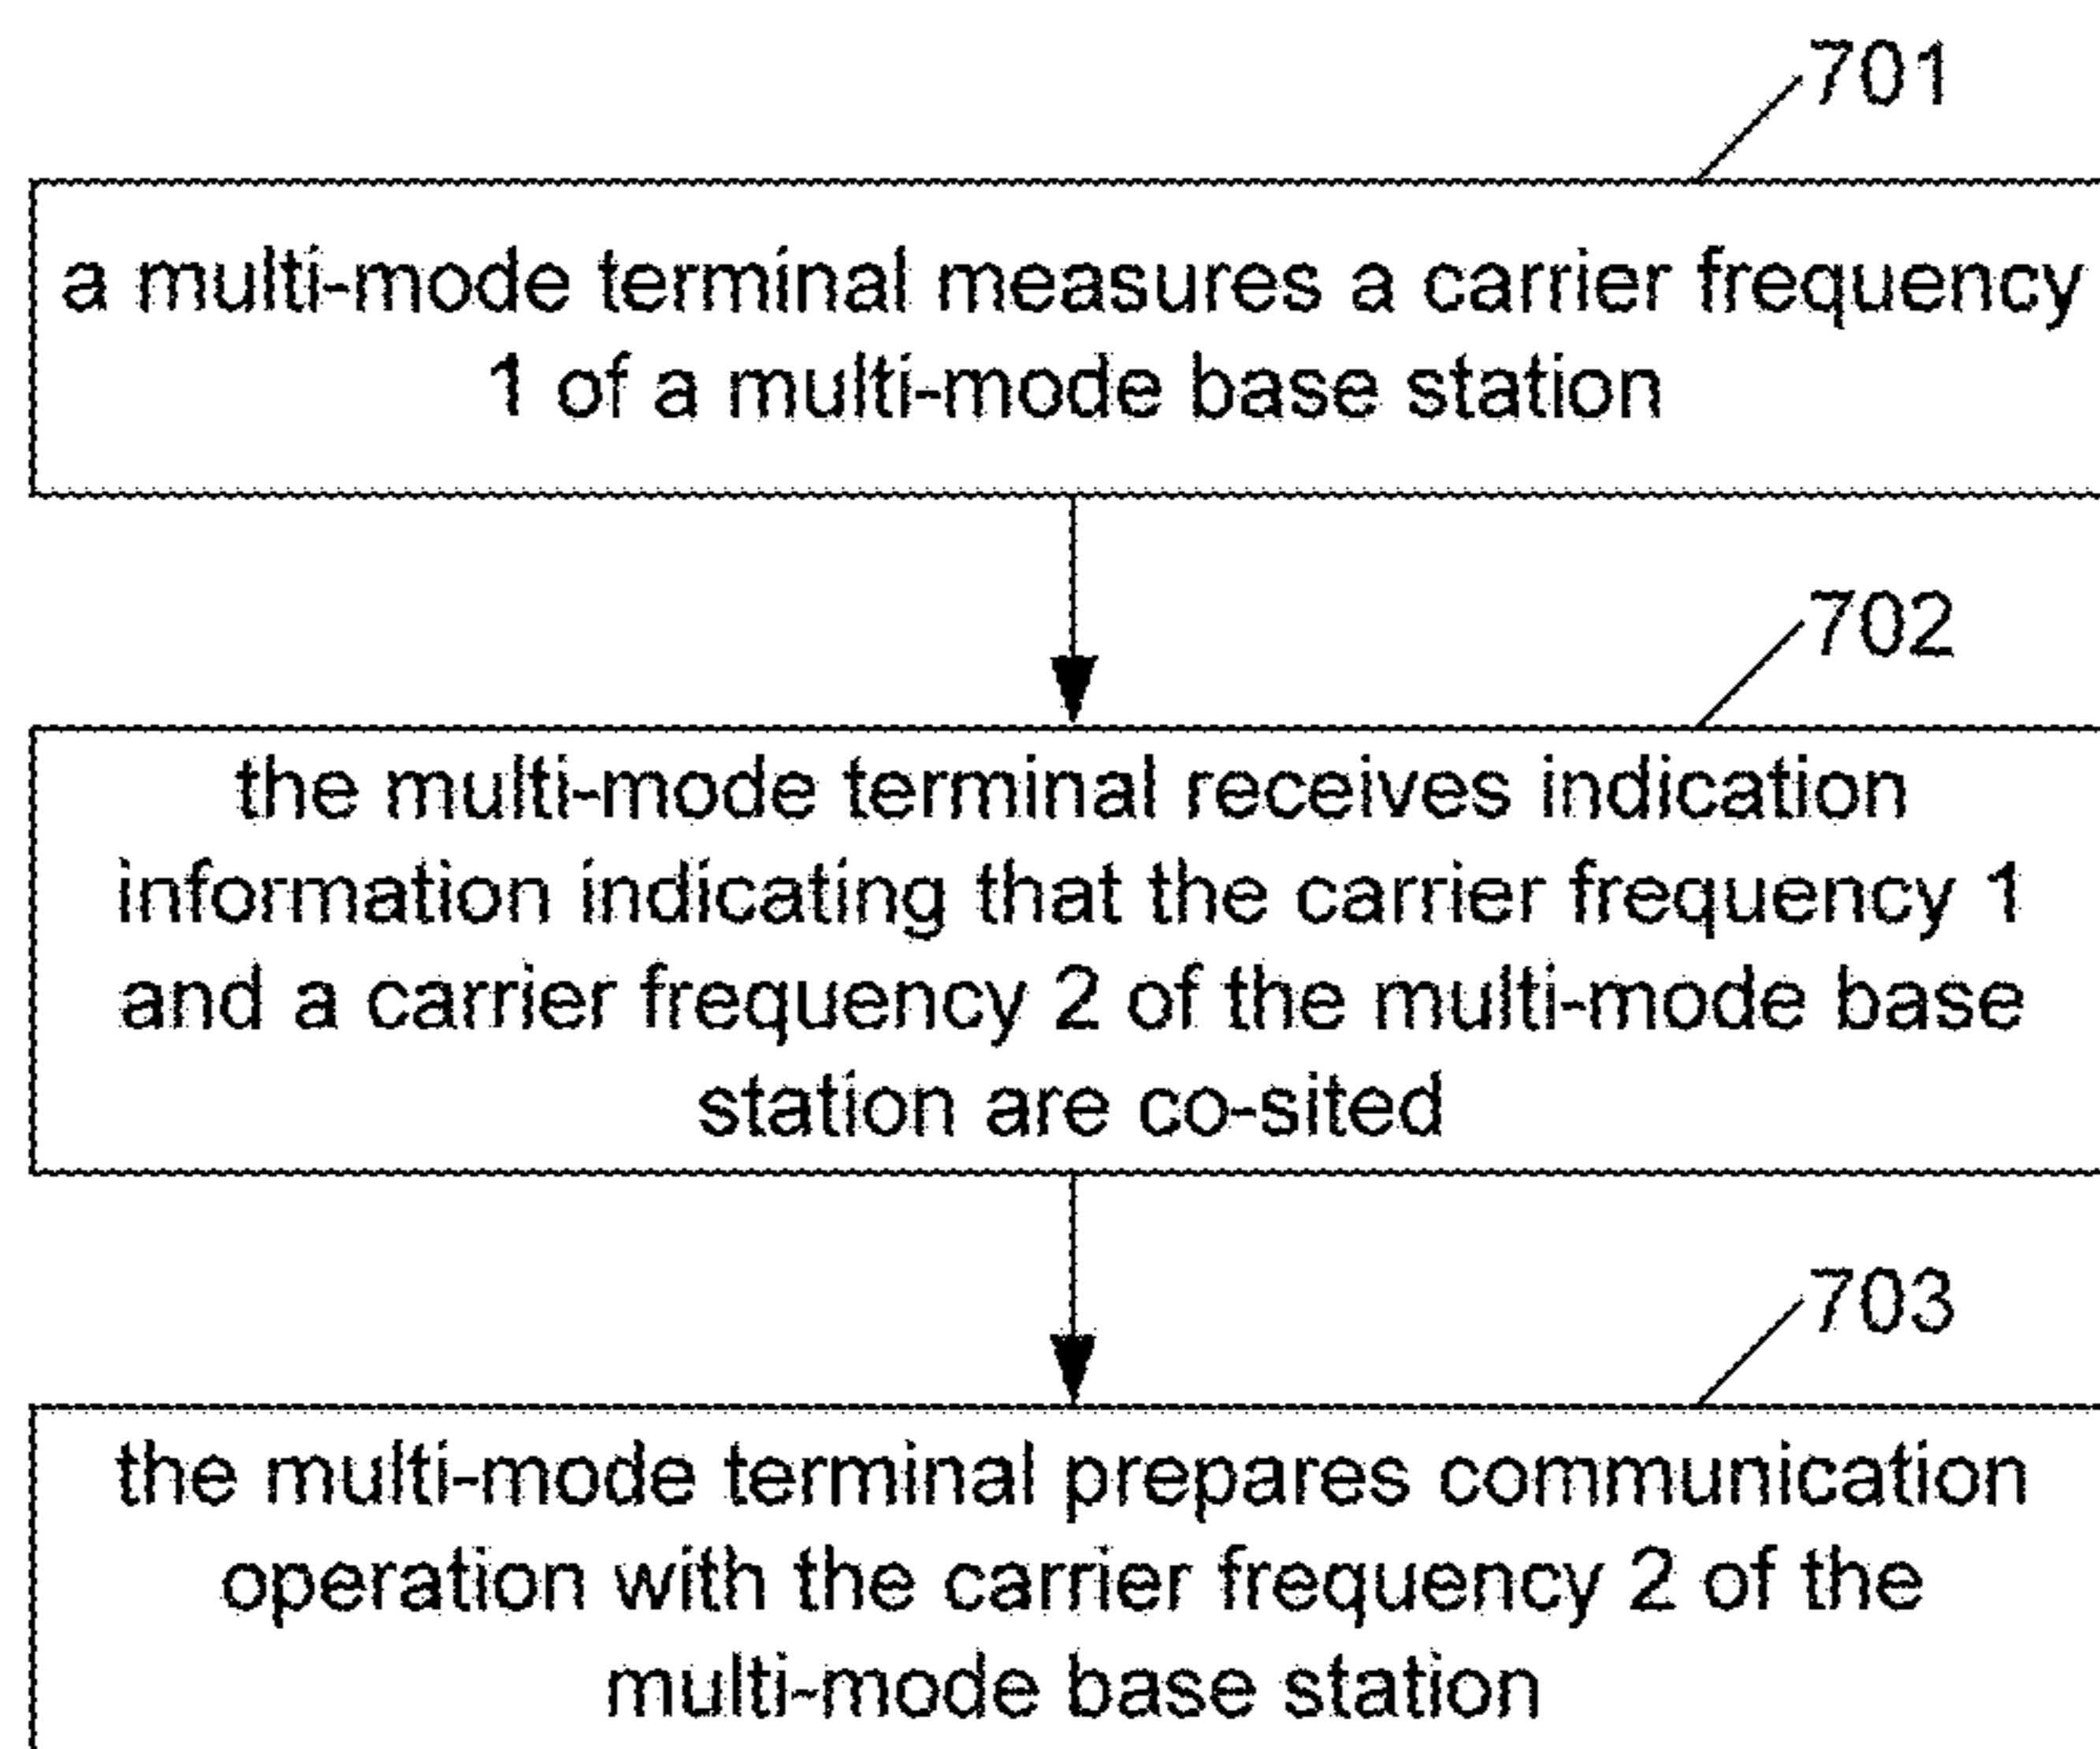 701
a multi-mode terminal measures a carrier frequency
1 of a multi-mode base station
702
the multi-mode terminal receives indication
information indicating that the carrier frequency 1
and a carrier frequency 2 of the multi-mode base
station are co-sited
703
the multi-mode terminal prepares communication
operation with the carrier frequency 2 of the
multi-mode base station